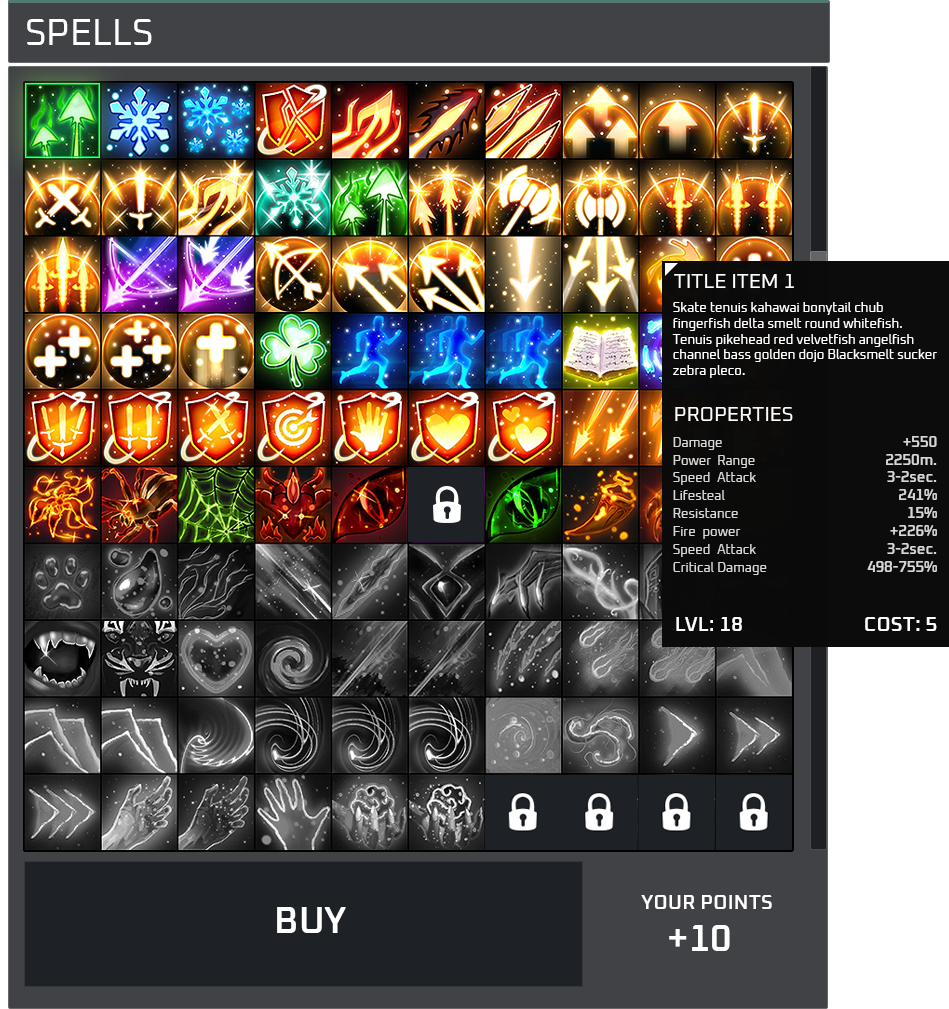 SPELLS
TITLE ITEM 1
Skate tenuis kahawai bonytail chub
fingerfish delta smelt round whitefish.
Tenuis pikehead red velvetfish angelfish
channel bass golden dojo Blacksmelt sucker
zebra pleco.
PROPERTIES
Damage +550
Power Range 2250m.
Speed Attack 3-2sec.
Lifesteal 241%
Resistance 15%
Fire power +226%
Speed Attack 3-2sec.
Critical Damage 498-755%
LVL: 18 COST: 5
BUY
YOUR POINTS
+10